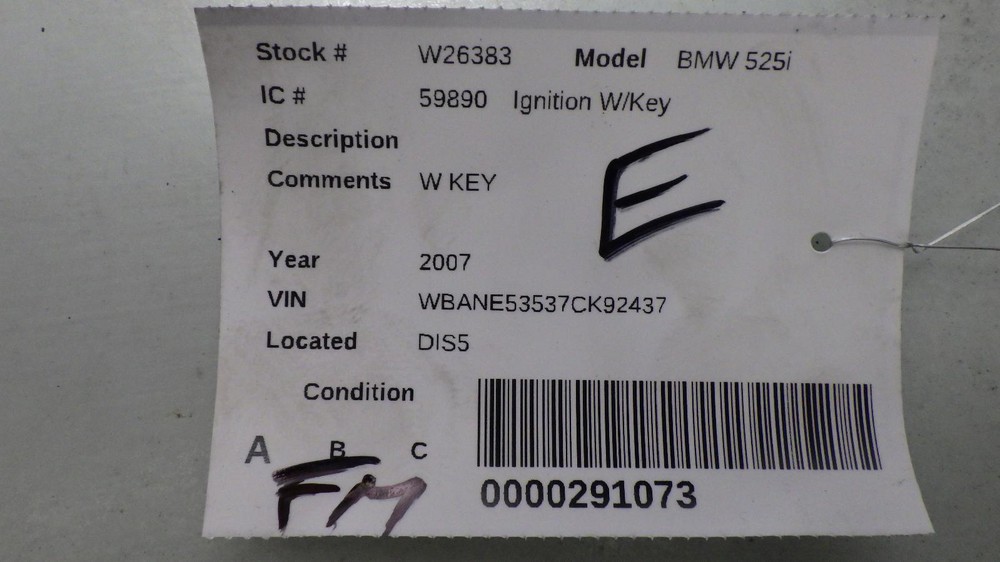 Stock # W26383 Model BMW 525i
IC # 59890 Ignition W/Key
Description
Comments W KEY
E
Year 2007
VIN WBANE53537CK92437
Located DIS5
Condition
A B C
FM
0000291073